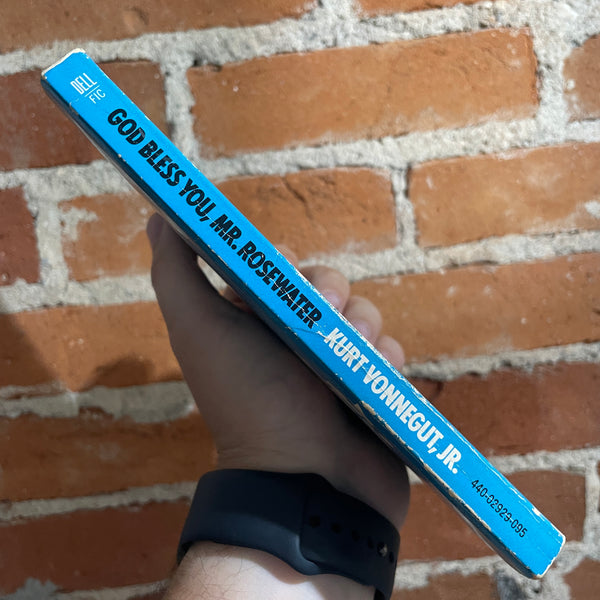 DELL
FIC
GOD BLESS YOU, MR. ROSEWATER
KURT VONNEGUT, JR.
440-02929-095